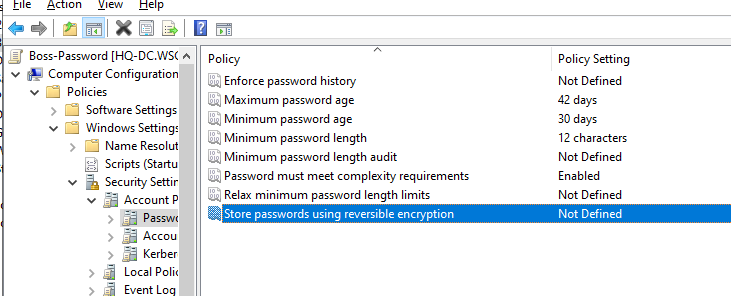 File Action View Help
Boss-Password [HQ-DC.WSC
Computer Configuration
Policies
Software Settings
Windows Settings
Name Resolut
Scripts (Startu
Security Settin
Account P
Passwo
Accou
Kerber
Local Polic
Event Log
Policy Policy Setting
Enforce password history Not Defined
Maximum password age 42 days
Minimum password age 30 days
Minimum password length 12 characters
Minimum password length audit Not Defined
Password must meet complexity requirements Enabled
Relax minimum password length limits Not Defined
Store passwords using reversible encryption Not Defined